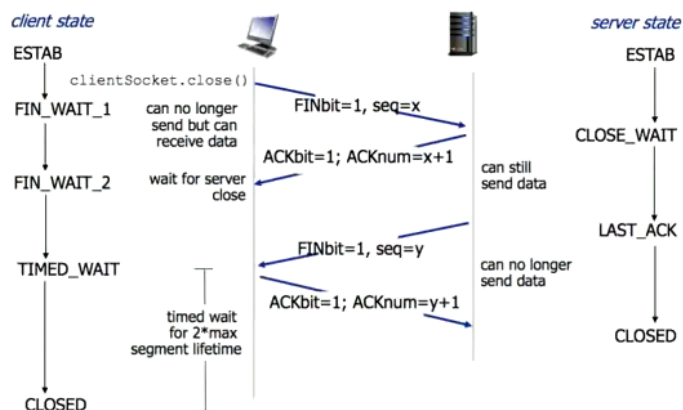 client state
server state
ESTAB
ESTAB
clientSocket.close()
FIN_WAIT_1
can no longer
send but can
receive data
FINbit=1, seq=x
CLOSE_WAIT
ACKbit=1; ACKnum=x+1
FIN_WAIT_2
wait for server
close
can still
send data
LAST_ACK
FINbit=1, seq=y
TIMED_WAIT
can no longer
send data
ACKbit=1; ACKnum=y+1
timed wait
for 2*max
segment lifetime
CLOSED
CLOSED